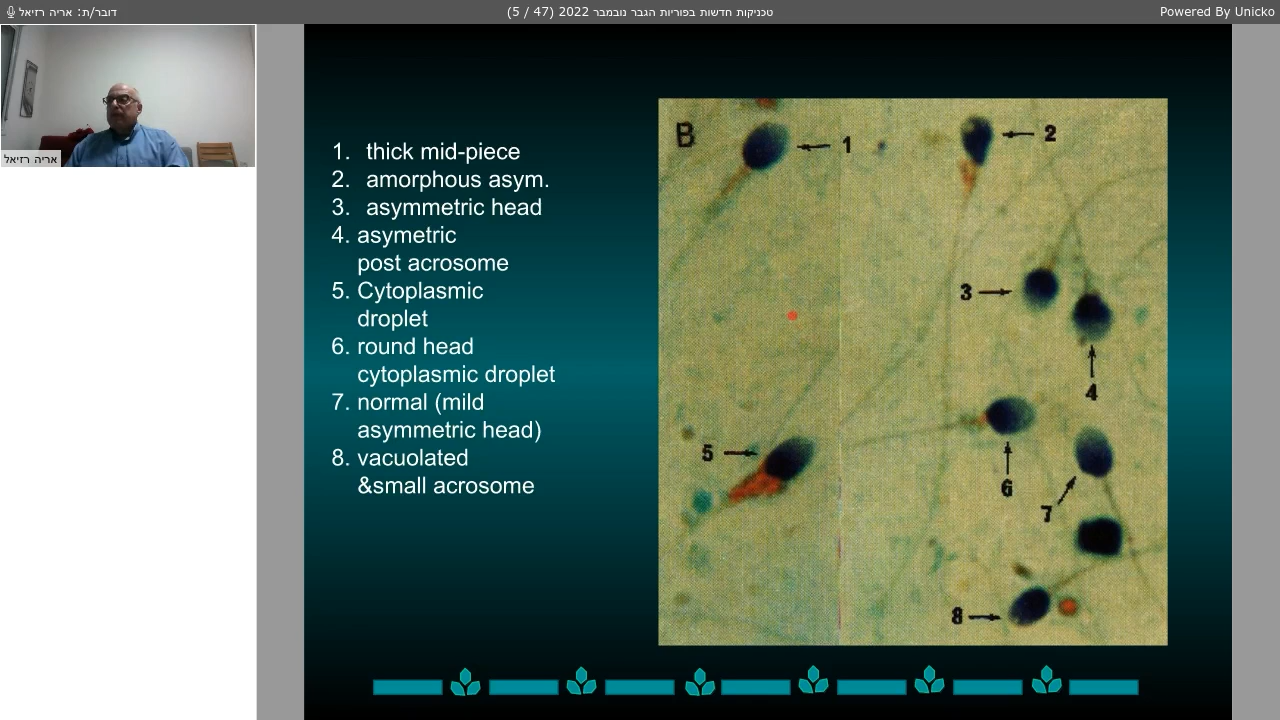 דובר/ת: אריה רזיאל
טכניקות חדשות בפוריות הגבר נובמבר 2022 (47 / 5)
Powered By Unicko
אריה רזיאל
1. thick mid-piece
2. amorphous asym.
3. asymmetric head
4. asymetric
post acrosome
5. Cytoplasmic
droplet
6. round head
cytoplasmic droplet
7. normal (mild
asymmetric head)
8. vacuolated
&small acrosome
B
1
2
3
4
5
6
7
8